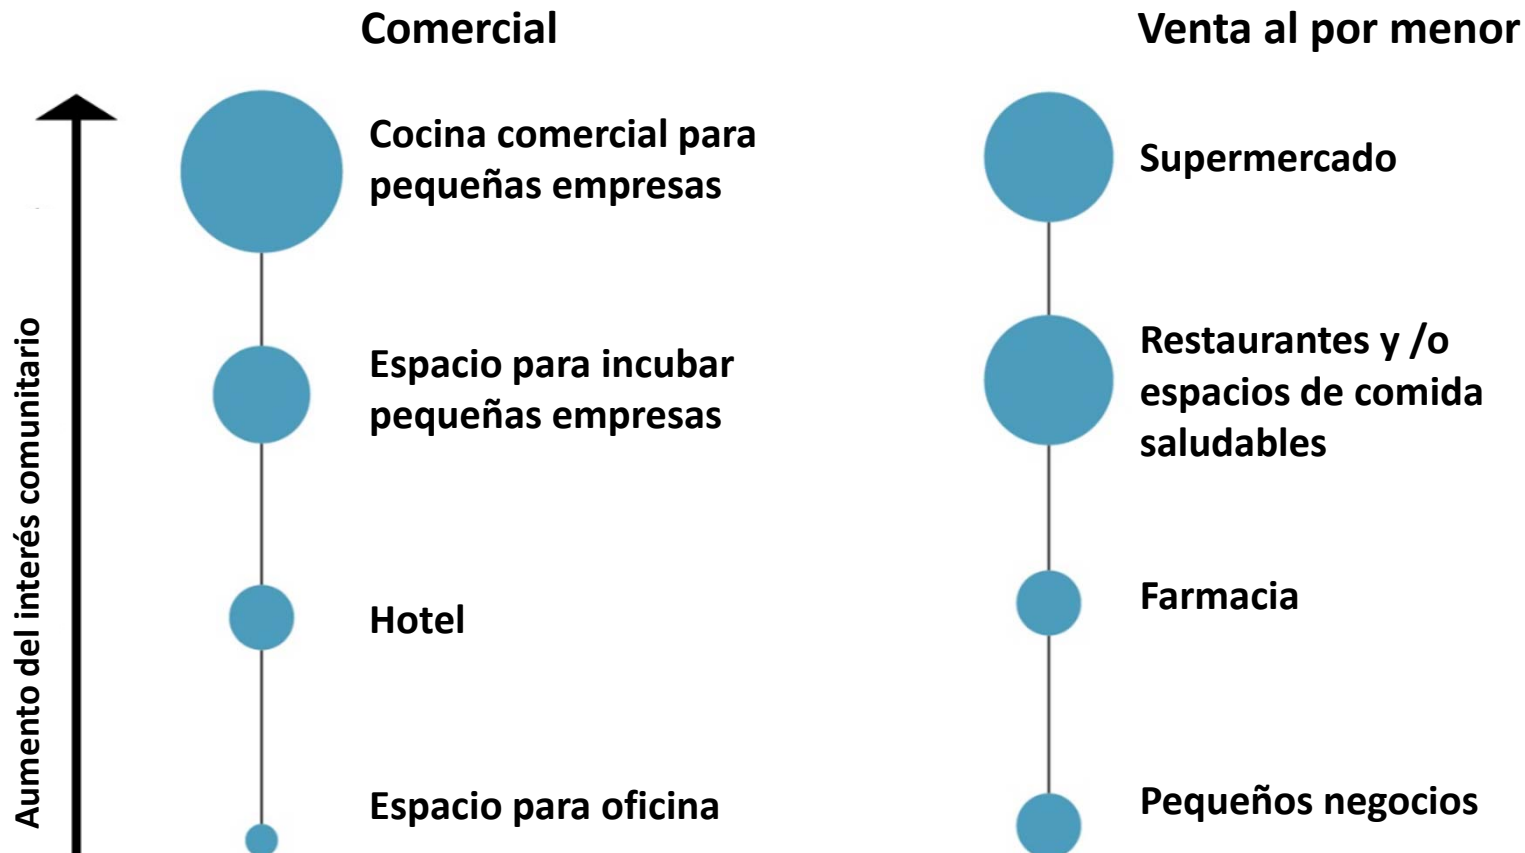 Comercial
Cocina comercial para
pequeñas empresas
Espacio para incubar
pequeñas empresas
Hotel
Espacio para oficina
Venta al por menor
Supermercado
Restaurantes y /o
espacios de comida
saludables
Farmacia
Pequeños negocios
Aumento del interés comunitario